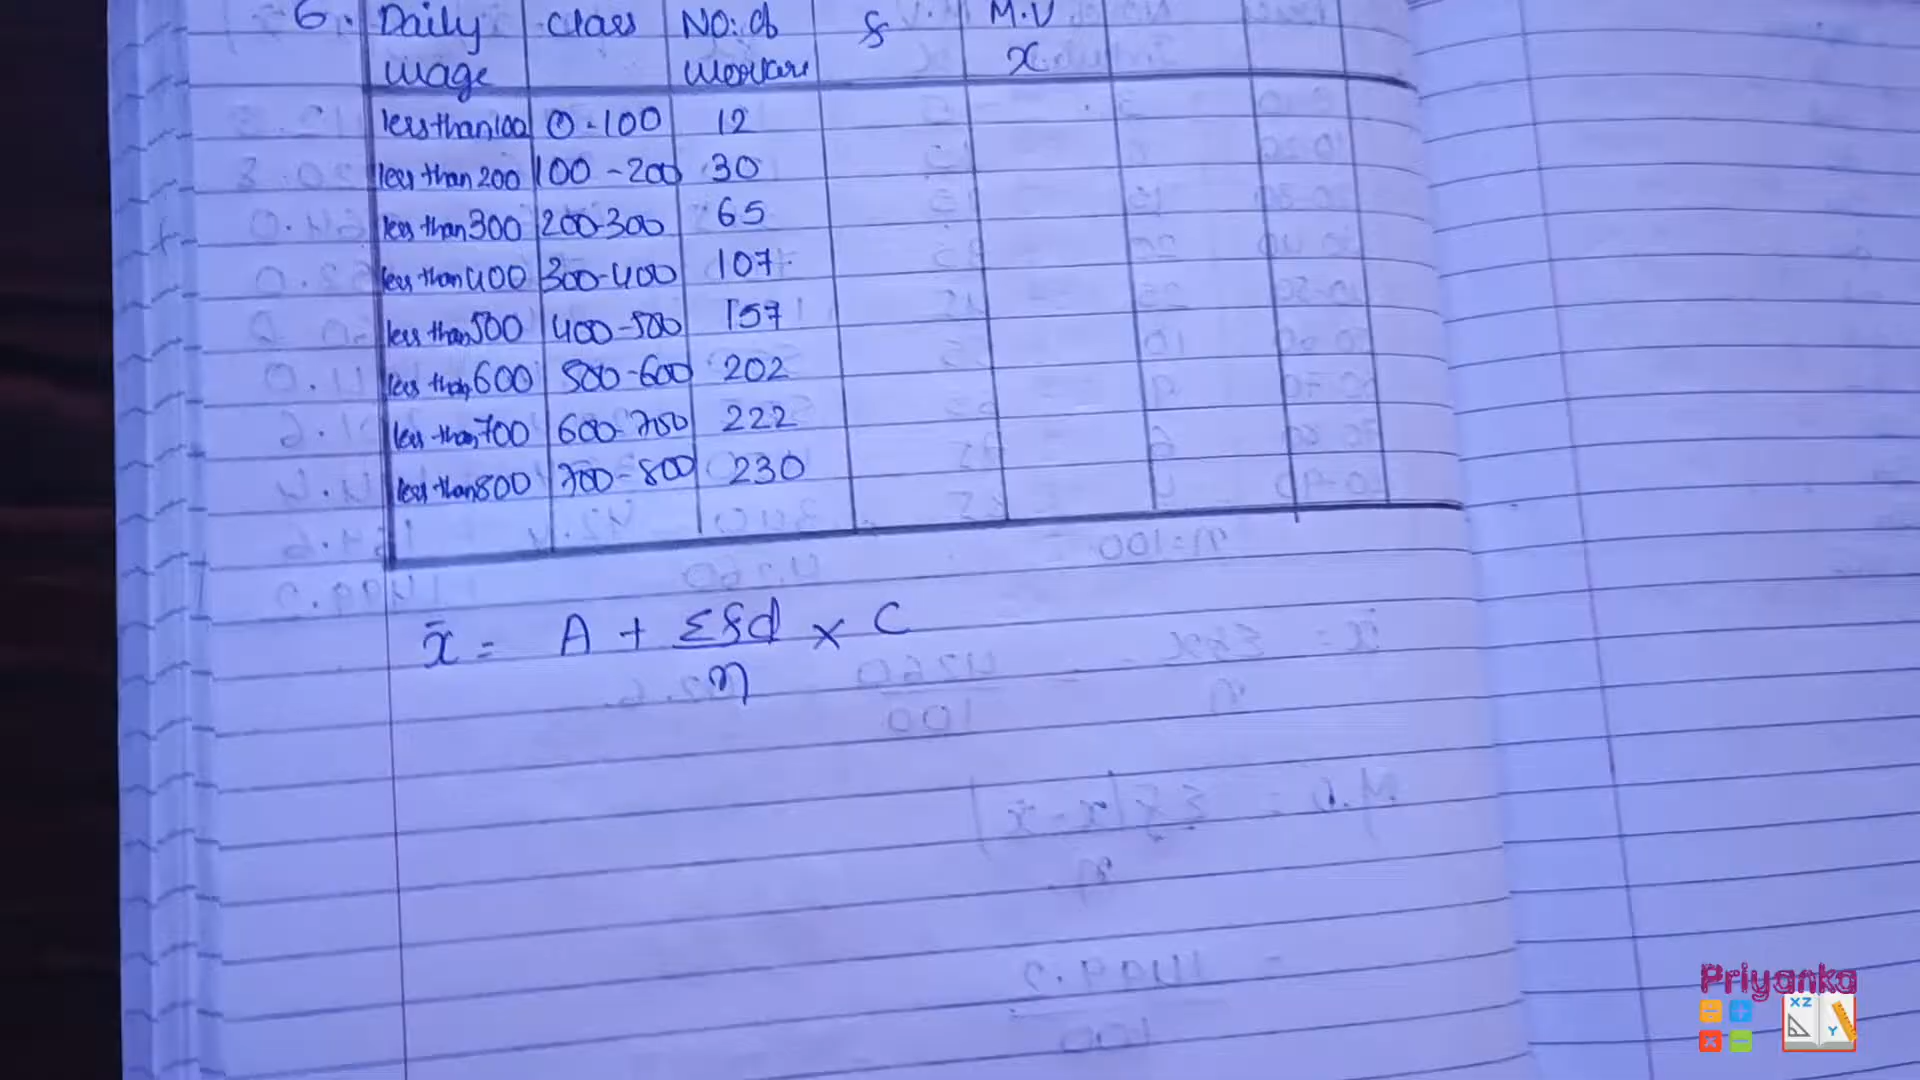 6. Daily Class No: of f M.V
wage workers x
less than 100 0-100 12
less than 200 100-200 30
less than 300 200-300 65
less than 400 300-400 107
less than 500 400-500 157
less than 600 500-600 202
less than 700 600-700 222
less than 800 700-800 230
x̄ = A + Σfd × C
n
Priyanka
XZ
Y